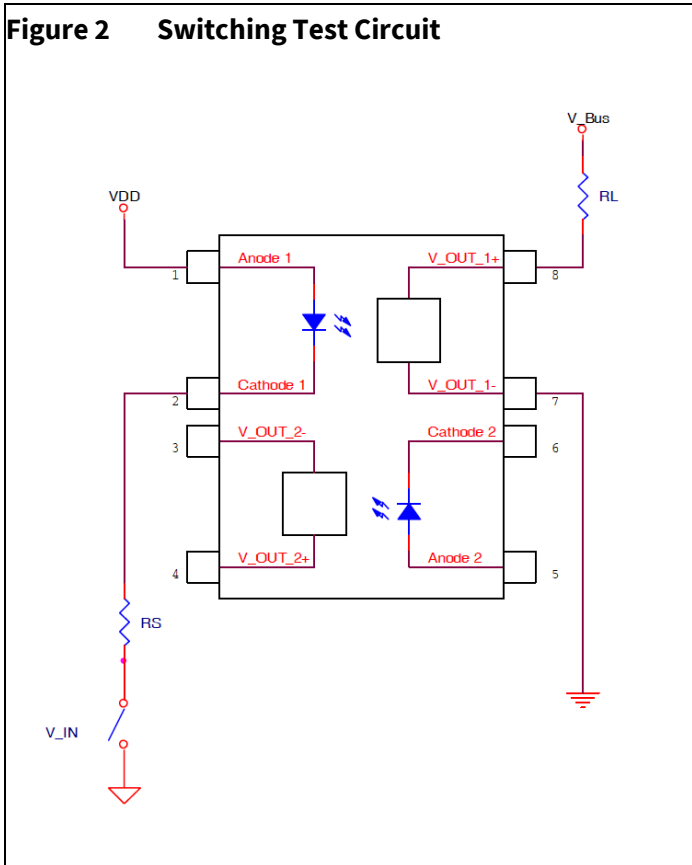 Figure 2 Switching Test Circuit
V_Bus
RL
VDD
Anode 1
V_OUT_1+
1
8
Cathode 1
V_OUT_1-
2
7
V_OUT_2-
Cathode 2
3
6
V_OUT_2+
Anode 2
4
5
RS
V_IN